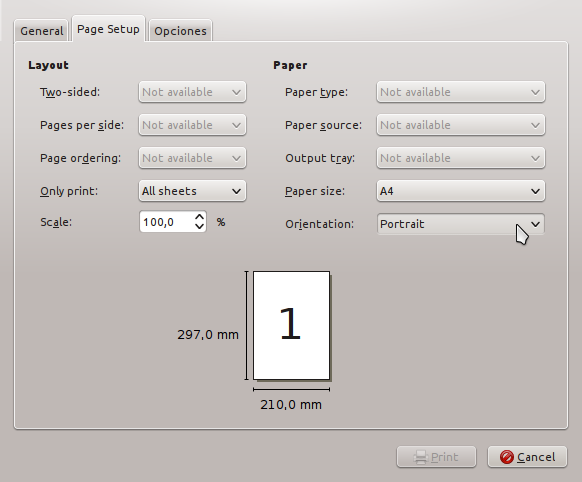 General Page Setup Opciones
Layout Paper
Two-sided: Not available Paper type: Not available
Pages per side: Not available Paper source: Not available
Page ordering: Not available Output tray: Not available
Only print: All sheets Paper size: A4
Scale: 100,0 % Orientation: Portrait
1
297,0 mm
210,0 mm
Print Cancel